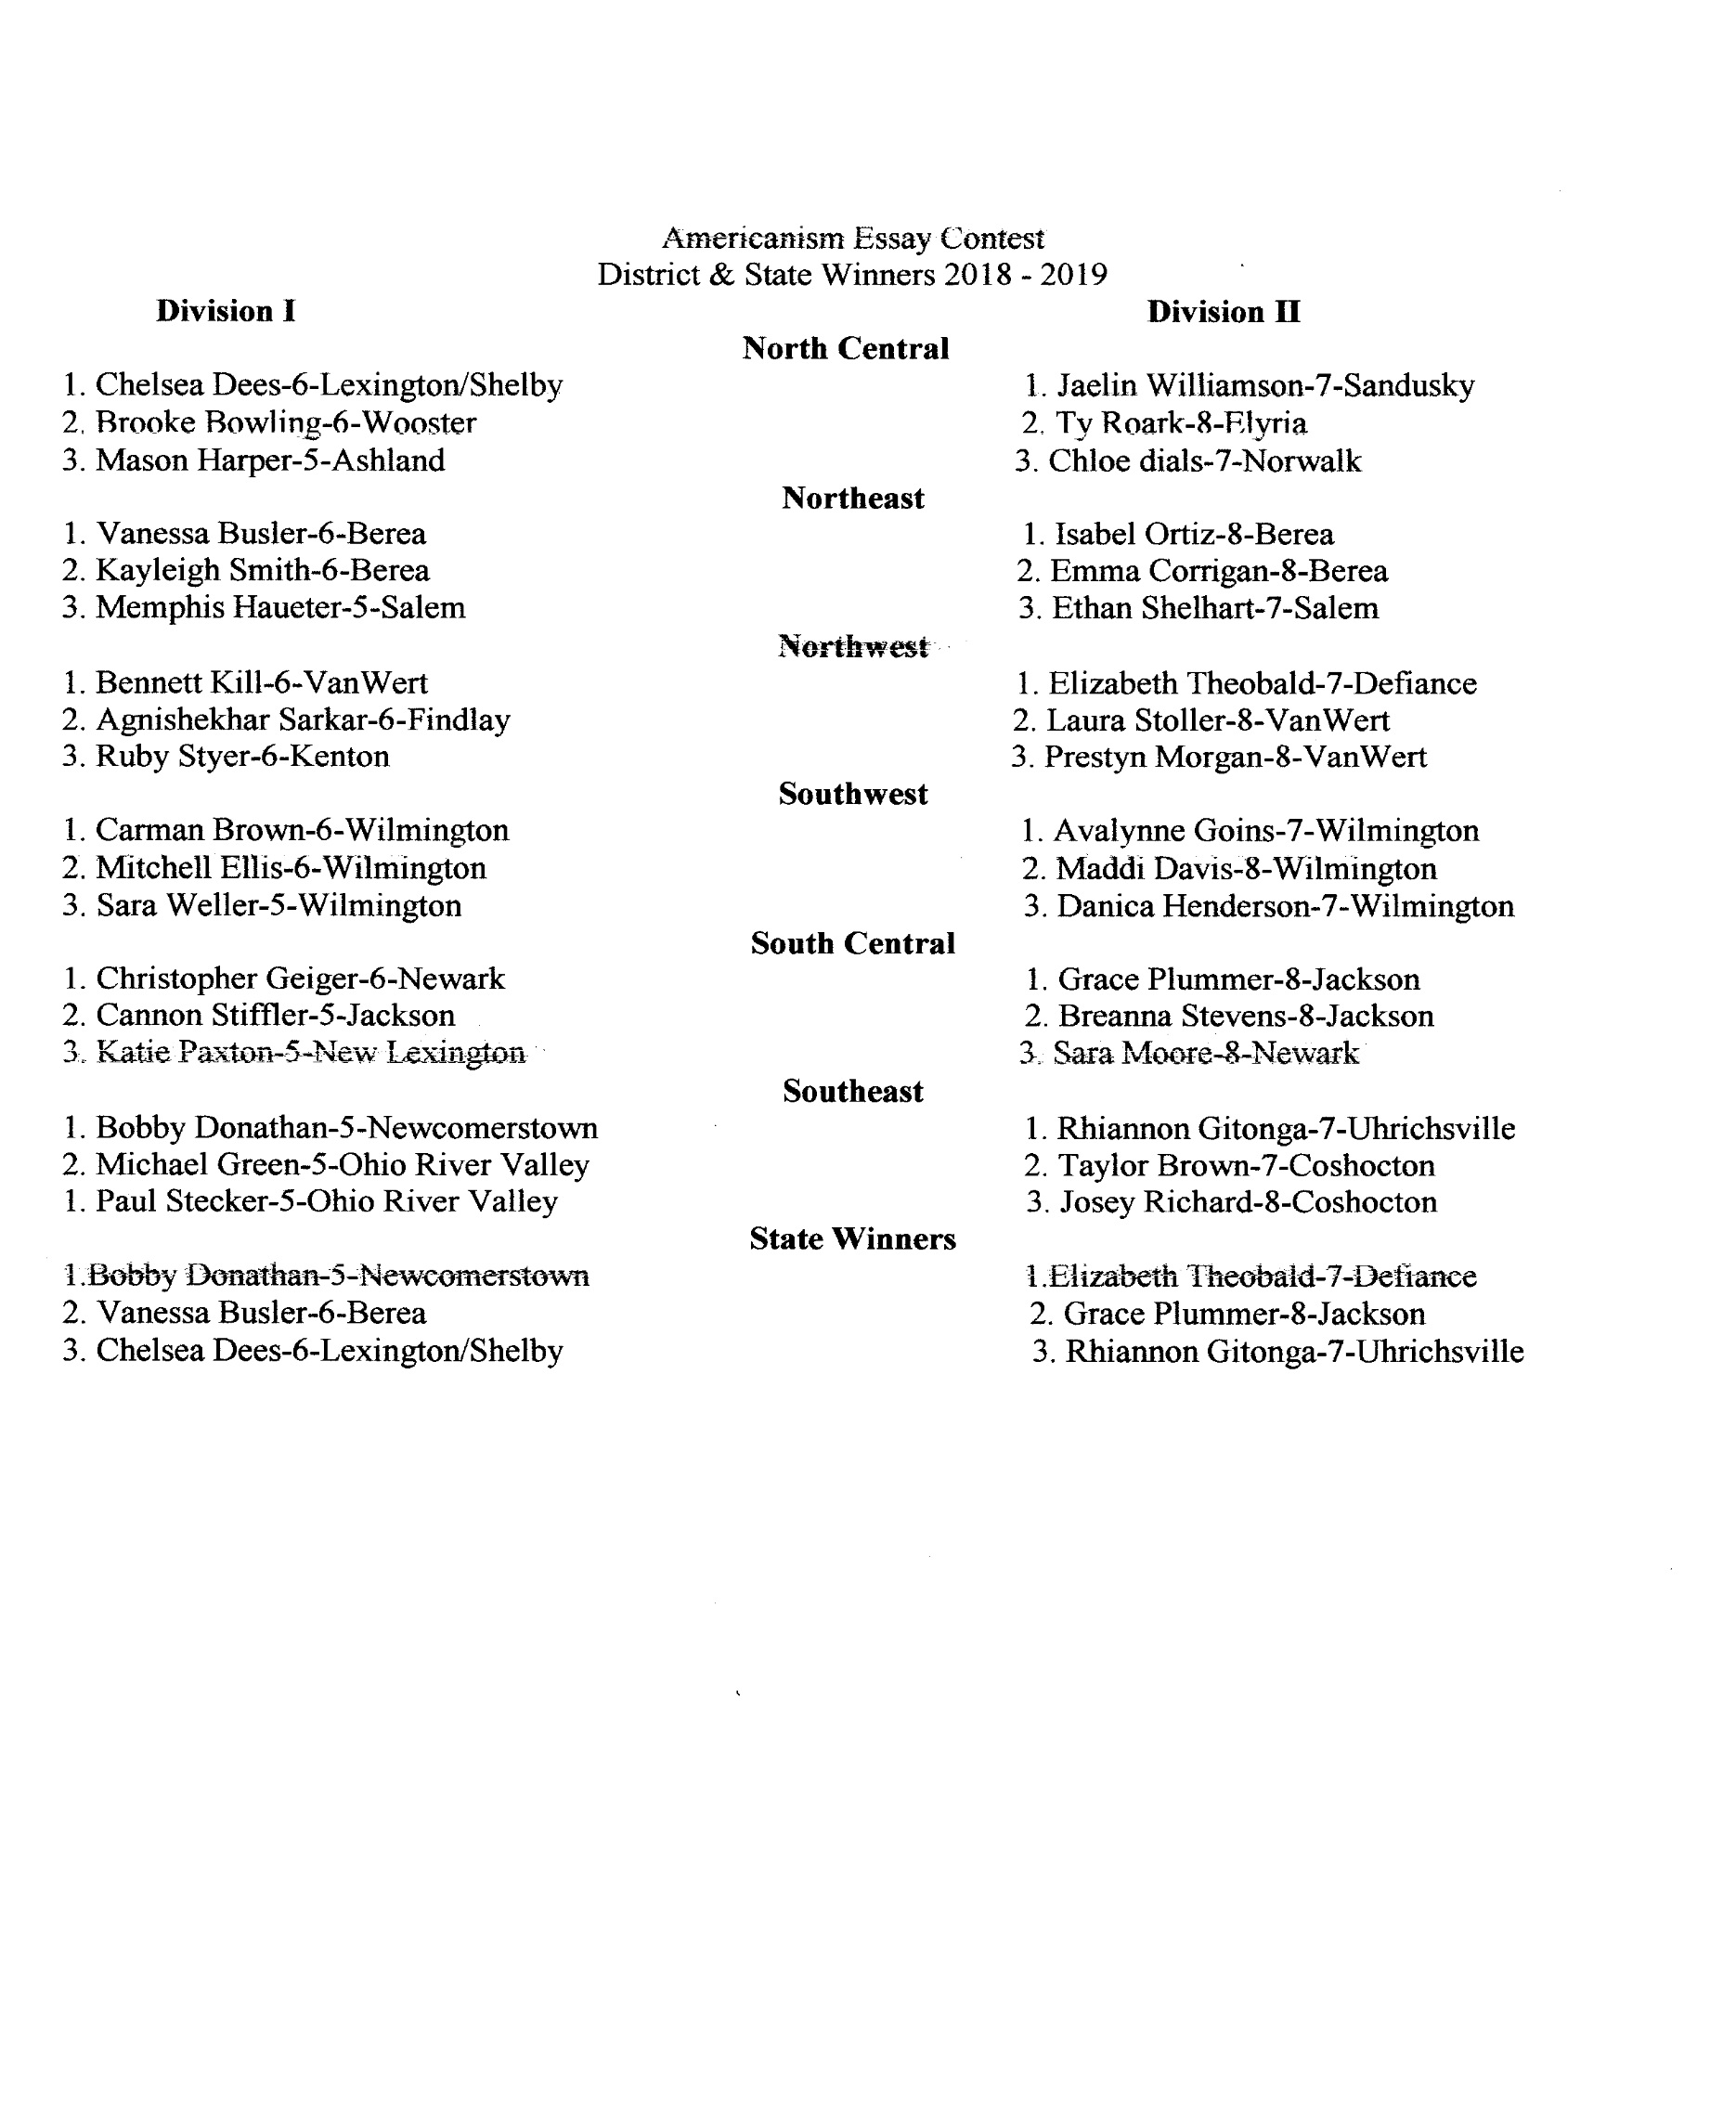 Americanism Essay Contest
District & State Winners 2018 - 2019
Division I Division II
North Central
1. Chelsea Dees-6-Lexington/Shelby 1. Jaelin Williamson-7-Sandusky
2. Brooke Bowling-6-Wooster 2. Ty Roark-8-Elyria
3. Mason Harper-5-Ashland 3. Chloe dials-7-Norwalk
Northeast
1. Vanessa Busler-6-Berea 1. Isabel Ortiz-8-Berea
2. Kayleigh Smith-6-Berea 2. Emma Corrigan-8-Berea
3. Memphis Haueter-5-Salem 3. Ethan Shelhart-7-Salem
Northwest
1. Bennett Kill-6-VanWert 1. Elizabeth Theobald-7-Defiance
2. Agnishekhar Sarkar-6-Findlay 2. Laura Stoller-8-VanWert
3. Ruby Styer-6-Kenton 3. Prestyn Morgan-8-VanWert
Southwest
1. Carman Brown-6-Wilmington 1. Avalynne Goins-7-Wilmington
2. Mitchell Ellis-6-Wilmington 2. Maddi Davis-8-Wilmington
3. Sara Weller-5-Wilmington 3. Danica Henderson-7-Wilmington
South Central
1. Christopher Geiger-6-Newark 1. Grace Plummer-8-Jackson
2. Cannon Stiffler-5-Jackson 2. Breanna Stevens-8-Jackson
3. Katie Paxton-5-New Lexington 3. Sara Moore-8-Newark
Southeast
1. Bobby Donathan-5-Newcomerstown 1. Rhiannon Gitonga-7-Uhrichsville
2. Michael Green-5-Ohio River Valley 2. Taylor Brown-7-Coshocton
1. Paul Stecker-5-Ohio River Valley 3. Josey Richard-8-Coshocton
State Winners
1.Bobby Donathan-5-Newcomerstown 1.Elizabeth Theobald-7-Defiance
2. Vanessa Busler-6-Berea 2. Grace Plummer-8-Jackson
3. Chelsea Dees-6-Lexington/Shelby 3. Rhiannon Gitonga-7-Uhrichsville